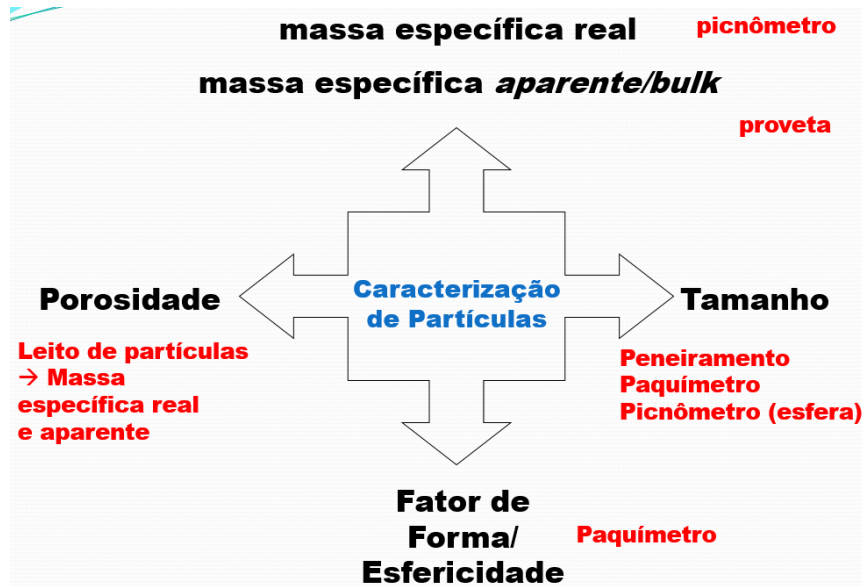 massa específica real
picnômetro
massa específica aparente/bulk
proveta
Caracterização
de Partículas
Porosidade
Leito de partículas
→ Massa
específica real
e aparente
Tamanho
Peneiramento
Paquímetro
Picnômetro (esfera)
Fator de
Forma/
Esfericidade
Paquímetro